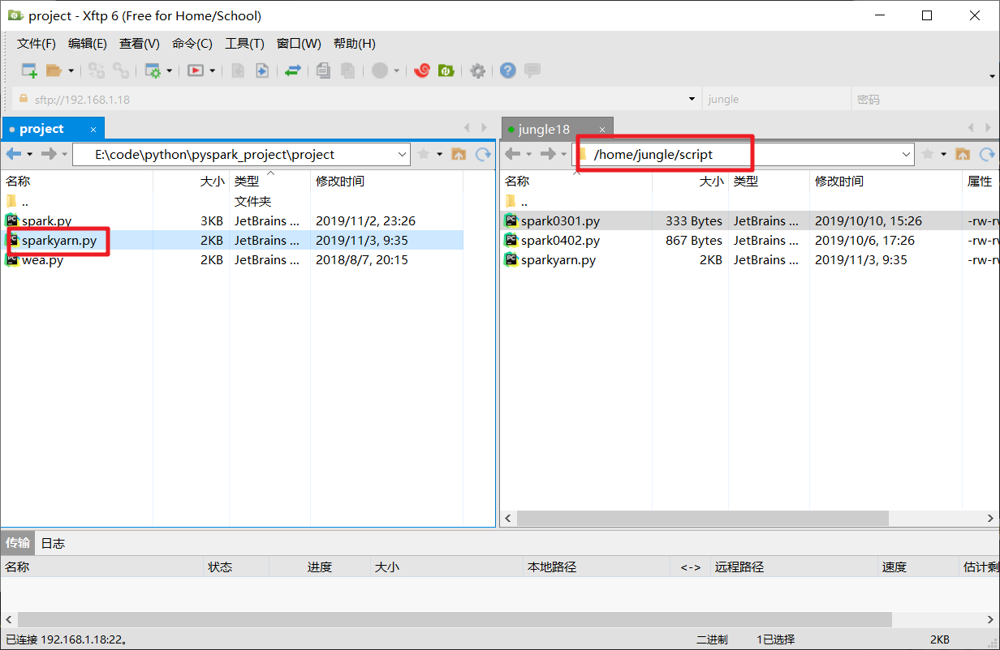 project - Xftp 6 (Free for Home/School)
文件(F) 编辑(E) 查看(V) 命令(C) 工具(T) 窗口(W) 帮助(H)
sftp://192.168.1.18 jungle 密码
project × jungle18 ×
E:\code\python\pyspark_project\project /home/jungle/script
名称 大小 类型 修改时间 名称 大小 类型 修改时间 属性
.. 文件夹 ..
spark.py 3KB JetBrains ... 2019/11/2, 23:26 spark0301.py 333 Bytes JetBrains ... 2019/10/10, 15:26 -rw-rw
sparkyarn.py 2KB JetBrains ... 2019/11/3, 9:35 spark0402.py 867 Bytes JetBrains ... 2019/10/6, 17:26 -rw-rw
wea.py 2KB JetBrains ... 2018/8/7, 20:15 sparkyarn.py 2KB JetBrains ... 2019/11/3, 9:35 -rw-rw
传输 日志
名称 状态 进度 大小 本地路径 <-> 远程路径 速度 估计剩
已连接 192.168.1.18:22。 二进制 1已选择 2KB